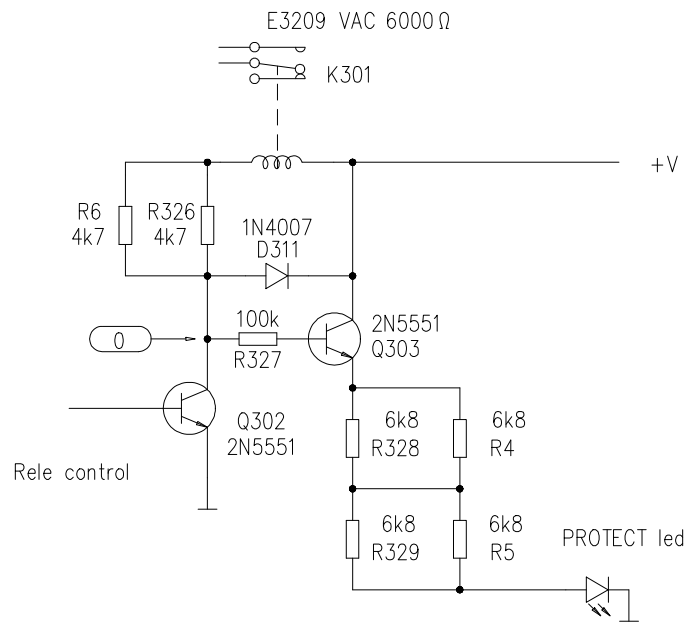 E3209 VAC 6000Ω
K301
+V
R6
4k7
R326
4k7
1N4007
D311
100k
R327
0
2N5551
Q303
Q302
2N5551
Rele control
6k8
R328
6k8
R4
6k8
R329
6k8
R5
PROTECT led